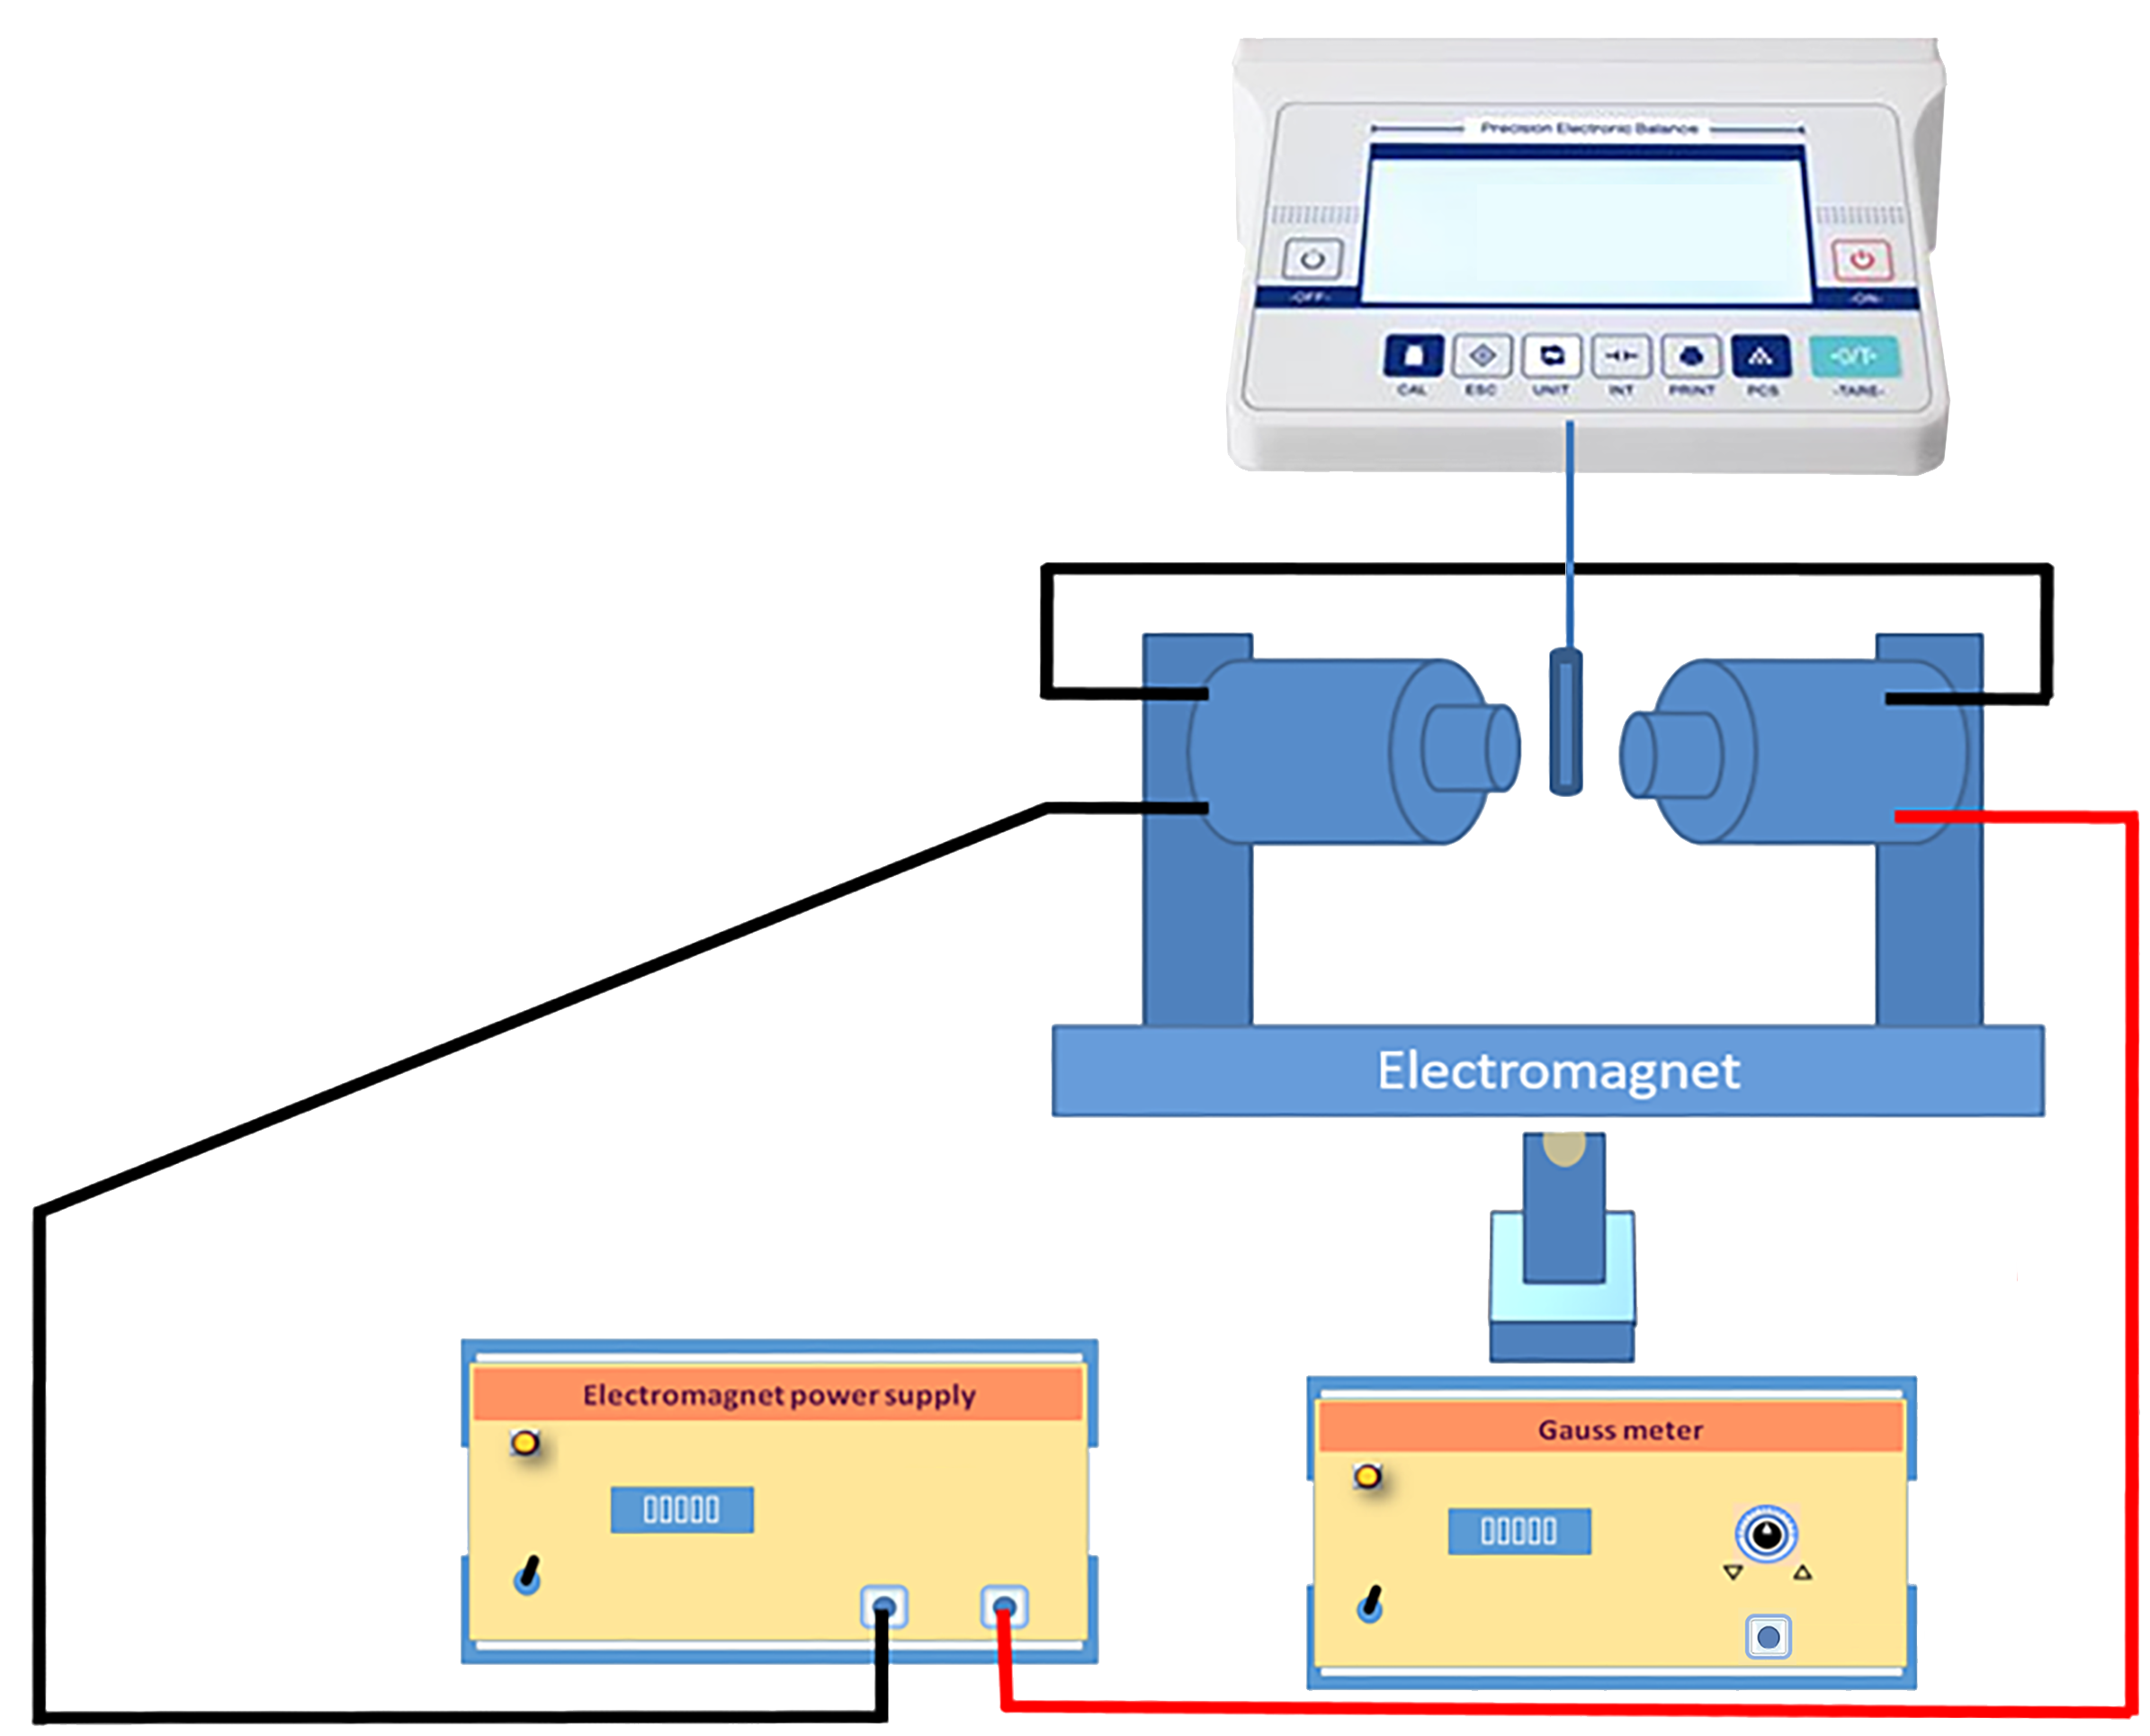 Precision Electronic Balance
-OFF-
-ON-
-0/T-
CAL ESC UNIT INT PRINT PCS -TARE-
Electromagnet
Electromagnet power supply
00000
Gauss meter
00000